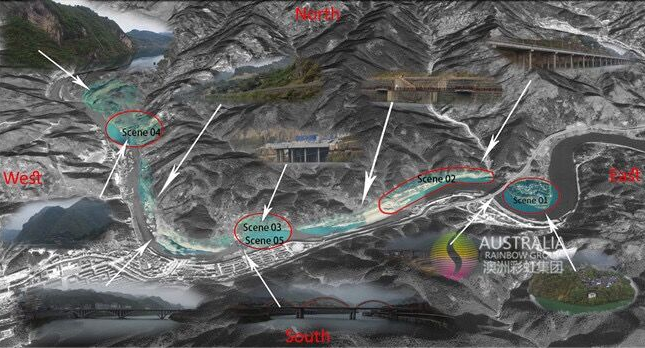 North
Scene 04
West
Scene 02
East
Scene 01
Scene 03
Scene 05
AUSTRALIA
RAINBOW GROUP
澳洲彩虹集团
South